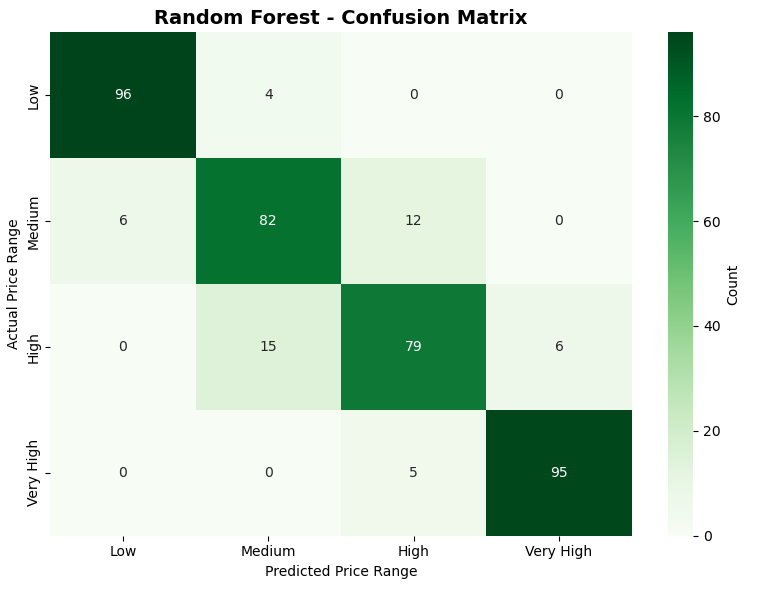 Random Forest - Confusion Matrix
Actual Price Range
Low
96
4
0
0
Medium
6
82
12
0
High
0
15
79
6
Very High
0
0
5
95
Low
Medium
High
Very High
Predicted Price Range
80
60
40
20
0
Count